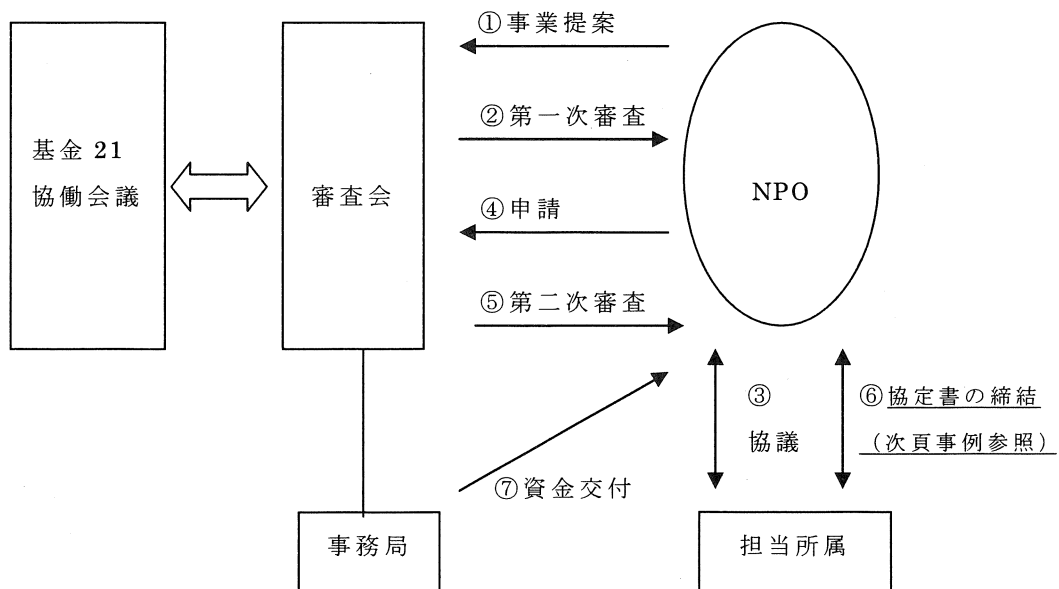 ①事業提案
②第一次審査
基金 21
協働会議
審査会
NPO
④申請
⑤第二次審査
③
協議
⑥協定書の締結
(次頁事例参照)
⑦資金交付
事務局
担当所属